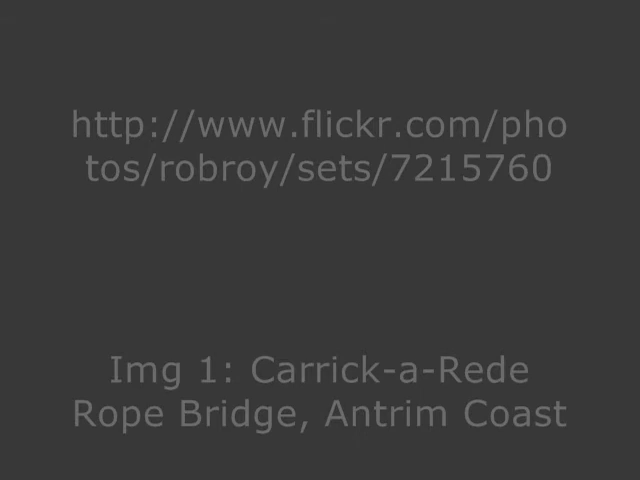 http://www.flickr.com/pho
tos/robroy/sets/7215760
Img 1: Carrick-a-Rede
Rope Bridge, Antrim Coast